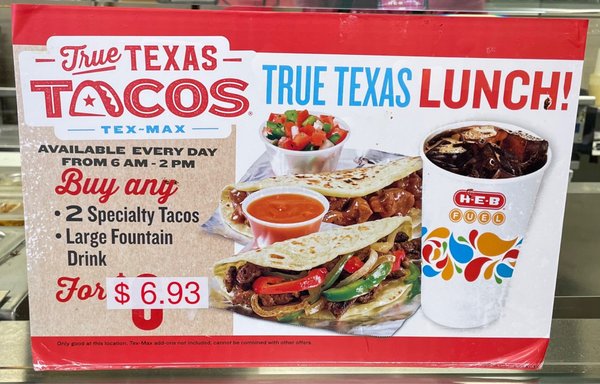 True TEXAS
TACOS
TEX-MAX
TRUE TEXAS LUNCH!
AVAILABLE EVERY DAY
FROM 6 AM - 2 PM
Buy any
• 2 Specialty Tacos
• Large Fountain
Drink
For $ 6.93
H-E-B
FUEL
Only good at this location. Tex-Max add-ons not included, cannot be combined with other offers.